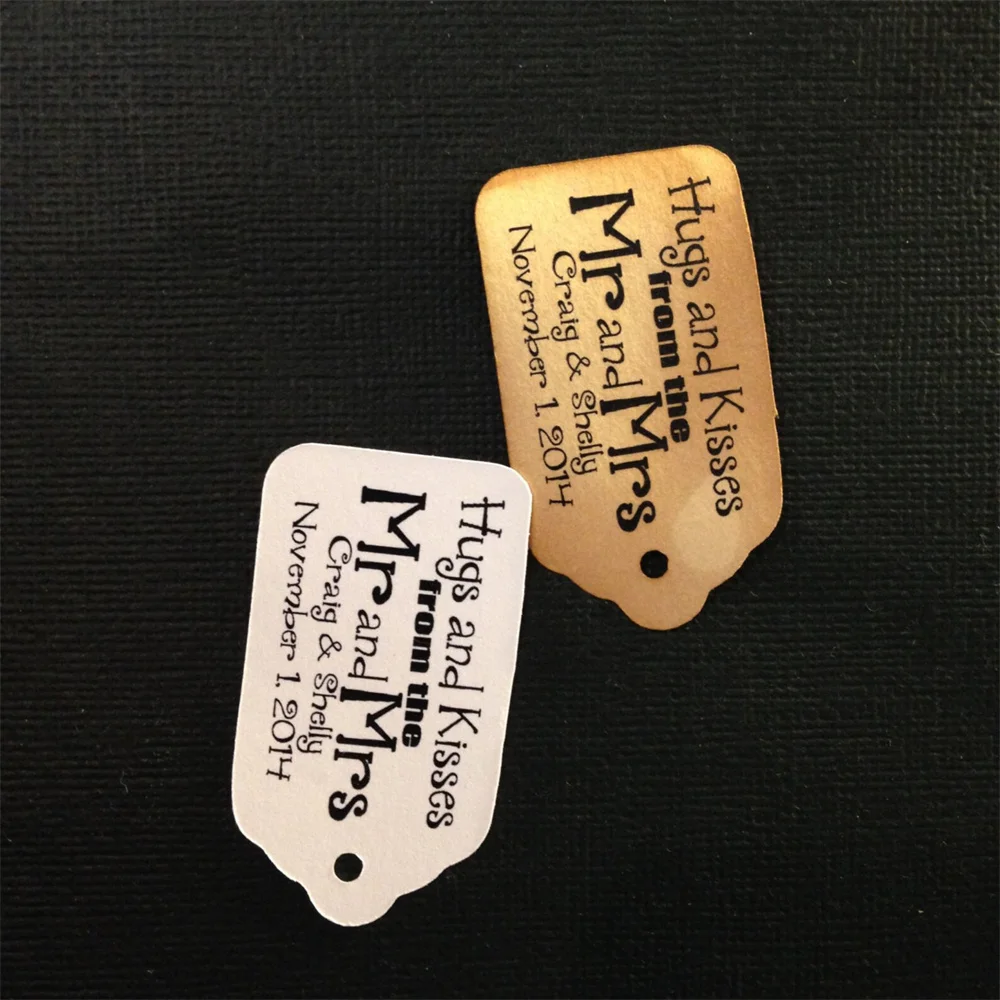 Hugs and Kisses
from the
Mr and Mrs
Craig & Shelly
November 1, 2014
Hugs and Kisses
from the
Mr and Mrs
Craig & Shelly
November 1, 2014